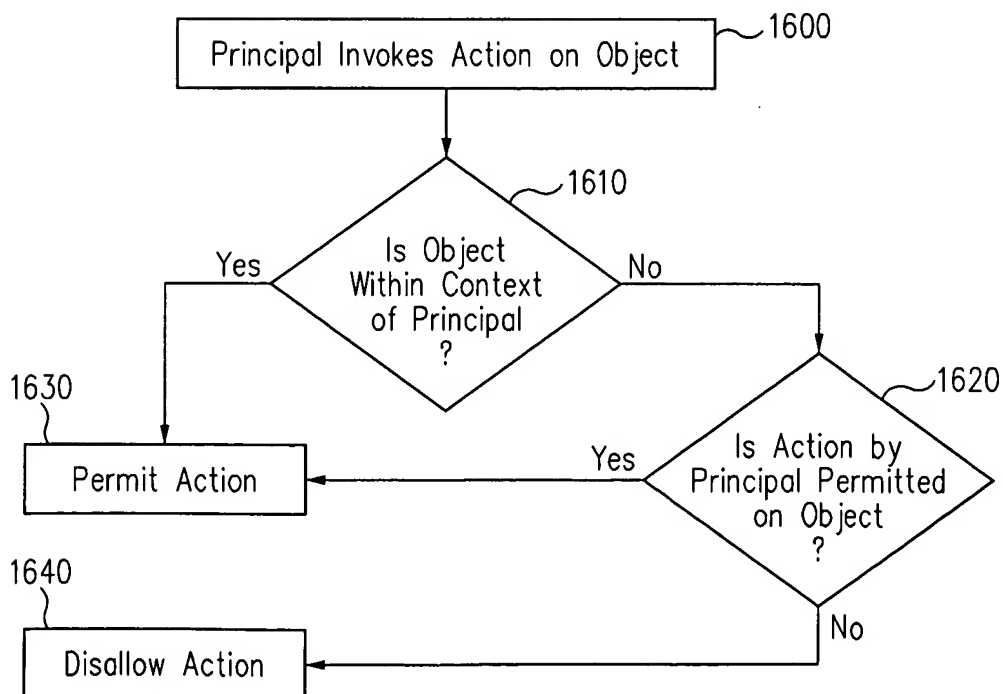 1600
Principal Invokes Action on Object
1610
Is Object
Within Context
of Principal
?
Yes
No
1630
Permit Action
1620
Is Action by
Principal Permitted
on Object
?
Yes
No
1640
Disallow Action